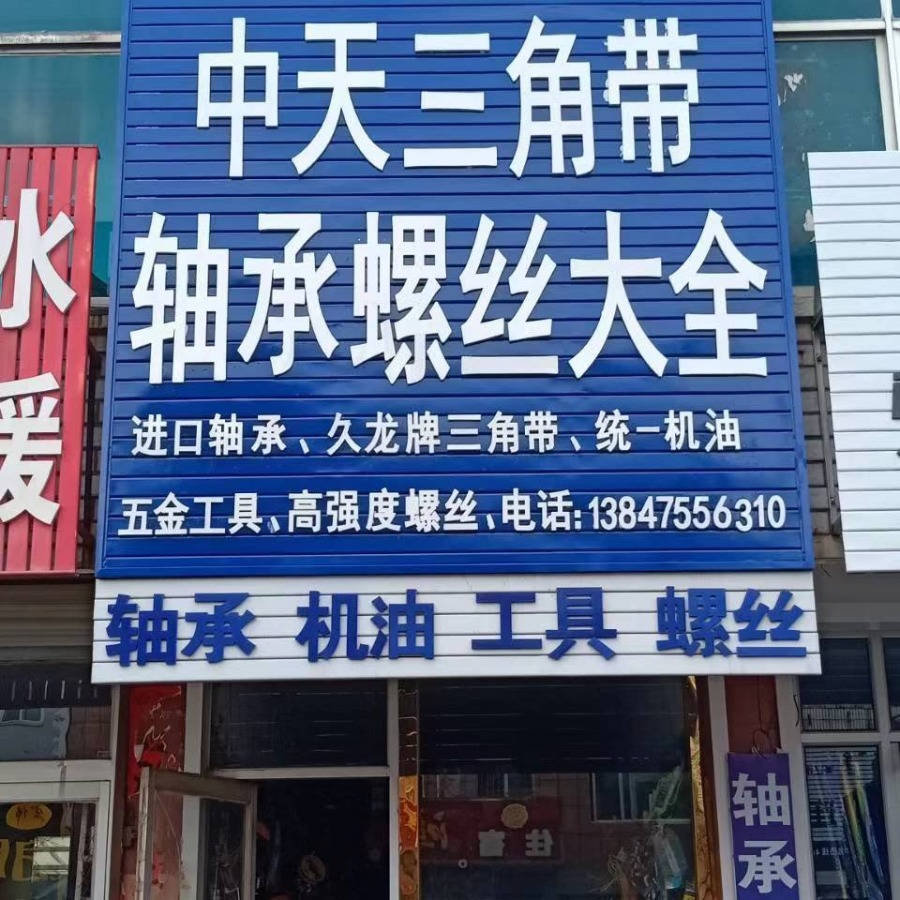 中天三角带
轴承螺丝大全
进口轴承、久龙牌三角带、统一机油
五金工具、高强度螺丝、电话:13847556310
轴承 机油 工具 螺丝
水
暖
轴承
住宿